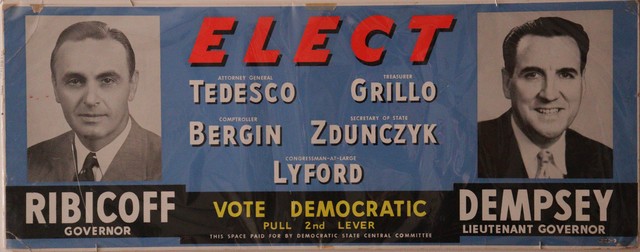 ELECT
ATTORNEY GENERAL
TEDESCO
TREASURER
GRILLO
COMPTROLLER
BERGIN
SECRETARY OF STATE
ZDUNCZYK
CONGRESSMAN-AT-LARGE
LYFORD
RIBICOFF
GOVERNOR
VOTE DEMOCRATIC
PULL 2nd LEVER
THIS SPACE PAID FOR BY DEMOCRATIC STATE CENTRAL COMMITTEE
DEMPSEY
LIEUTENANT GOVERNOR